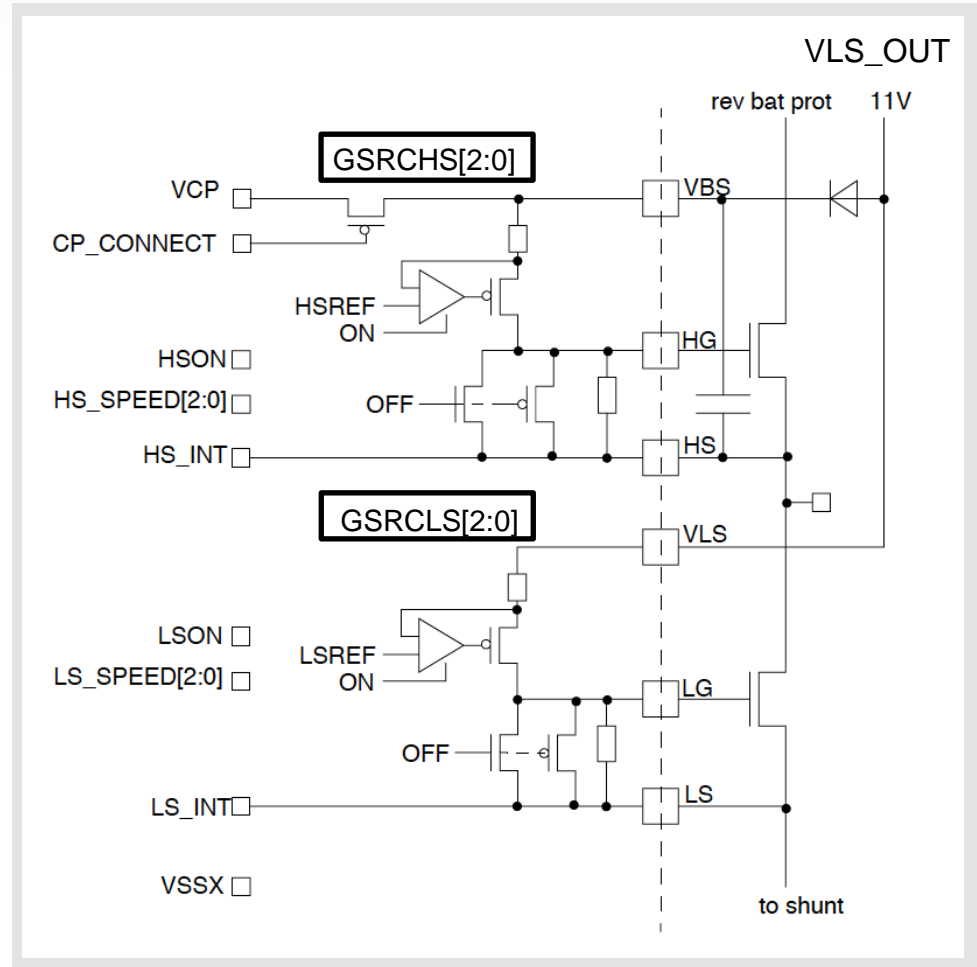 VLS_OUT
rev bat prot
11V
GSRCHS[2:0]
VCP
VBS
CP_CONNECT
HSREF
ON
HG
HSON
HS_SPEED[2:0]
OFF
HS
HS_INT
GSRCLS[2:0]
VLS
LSON
LSREF
LS_SPEED[2:0]
ON
LG
OFF
LS
LS_INT
VSSX
to shunt